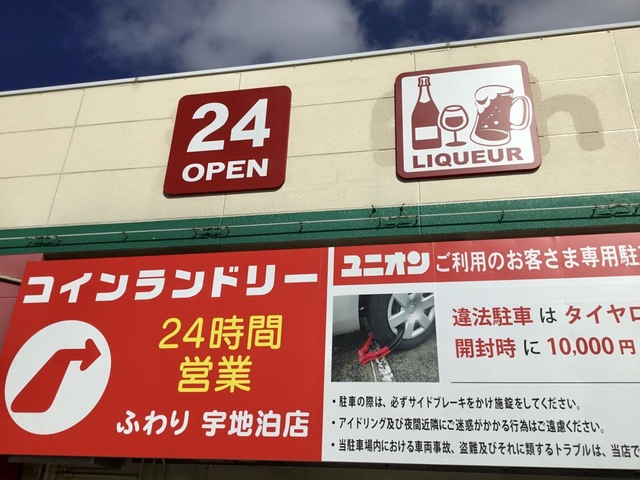 24
OPEN
LIQUEUR
コインランドリー
24時間
営業
ふわり 宇地泊店
ユニオン ご利用のお客さま専用駐
違法駐車 は タイヤロ
開封時 に 10,000円
・駐車の際は、必ずサイドブレーキをかけ施錠をしてください。
・アイドリング及び夜間近隣にご迷惑がかかる行為はご遠慮ください。
・当駐車場内における車両事故、盗難及びそれに類するトラブルは、当店で